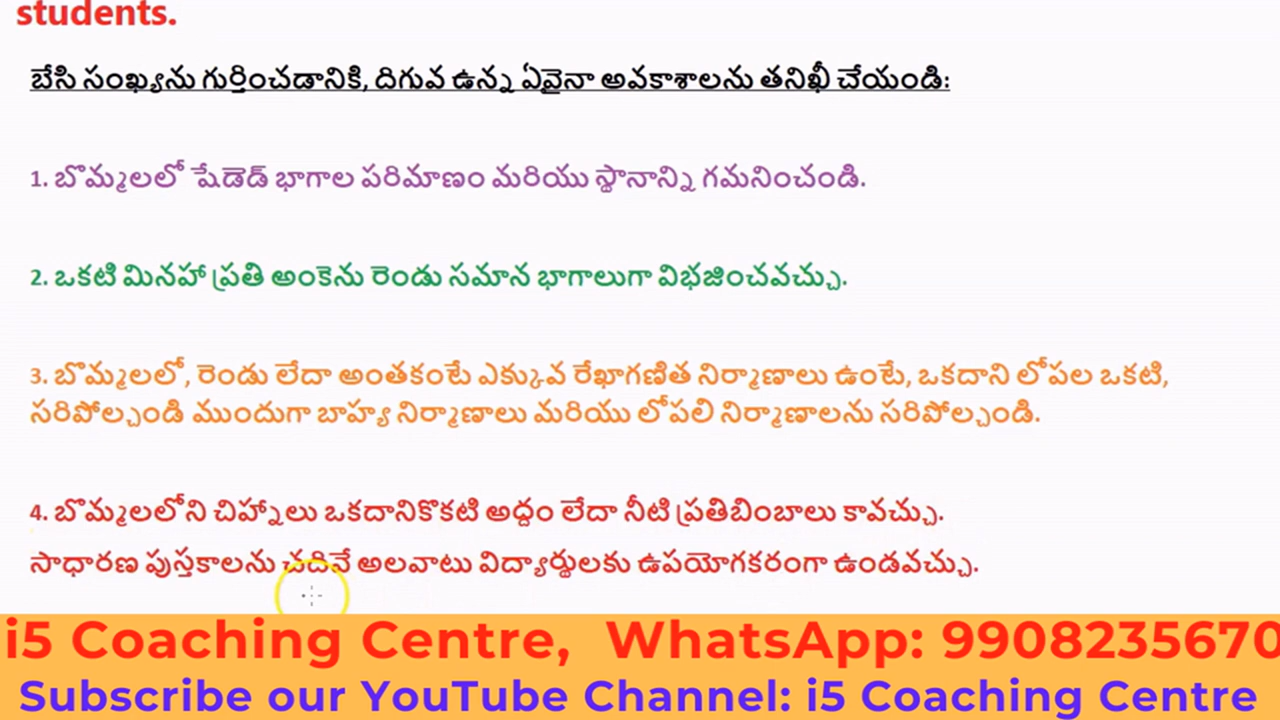 students.
బేసి సంఖ్యను గుర్తించడానికి, దిగువ ఉన్న ఏవైనా అవకాశాలను తనిఖీ చేయండి:
1. బొమ్మలలో షేడెడ్ భాగాల పరిమాణం మరియు స్థానాన్ని గమనించండి.
2. ఒకటి మినహా ప్రతి అంకెను రెండు సమాన భాగాలుగా విభజించవచ్చు.
3. బొమ్మలలో, రెండు లేదా అంతకంటే ఎక్కువ రేఖాగణిత నిర్మాణాలు ఉంటే, ఒకదాని లోపల ఒకటి,
సరిపోల్చండి ముందుగా బాహ్య నిర్మాణాలు మరియు లోపలి నిర్మాణాలను సరిపోల్చండి.
4. బొమ్మలలోని చిహ్నాలు ఒకదానికొకటి అద్దం లేదా నీటి ప్రతిబింబాలు కావచ్చు.
సాధారణ పుస్తకాలను చదివే అలవాటు విద్యార్థులకు ఉపయోగకరంగా ఉండవచ్చు.
i5 Coaching Centre, WhatsApp: 9908235670
Subscribe our YouTube Channel: i5 Coaching Centre